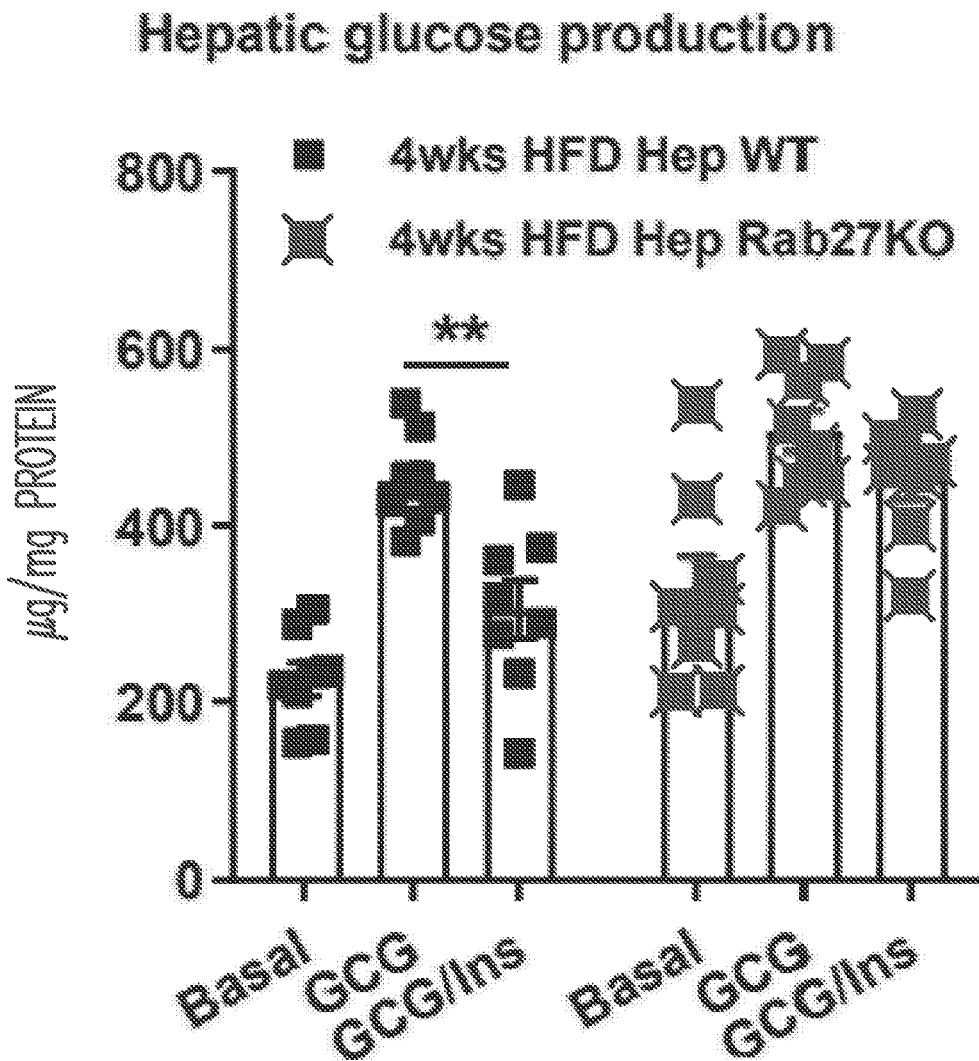 Hepatic glucose production
4wks HFD Hep WT
4wks HFD Hep Rab27KO
800
600
400
200
0
µg/mg PROTEIN
**
Basal
GCG
GCG/Ins
Basal
GCG
GCG/Ins